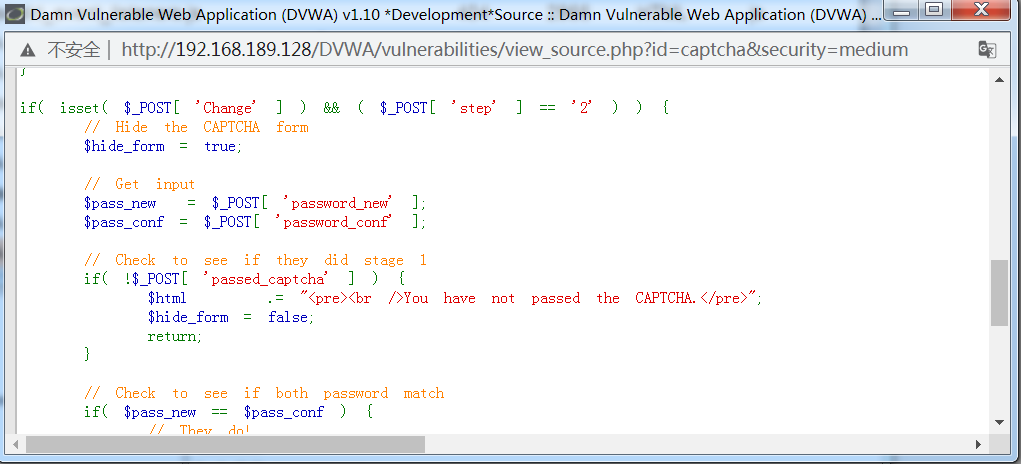 Damn Vulnerable Web Application (DVWA) v1.10 *Development*Source :: Damn Vulnerable Web Application (DVWA) ...
不安全 | http://192.168.189.128/DVWA/vulnerabilities/view_source.php?id=captcha&security=medium
}
if( isset( $_POST[ 'Change' ] ) && ( $_POST[ 'step' ] == '2' ) ) {
// Hide the CAPTCHA form
$hide_form = true;
// Get input
$pass_new = $_POST[ 'password_new' ];
$pass_conf = $_POST[ 'password_conf' ];
// Check to see if they did stage 1
if( !$_POST[ 'passed_captcha' ] ) {
$html .= "<pre><br />You have not passed the CAPTCHA.</pre>";
$hide_form = false;
return;
}
// Check to see if both password match
if( $pass_new == $pass_conf ) {
// They do!